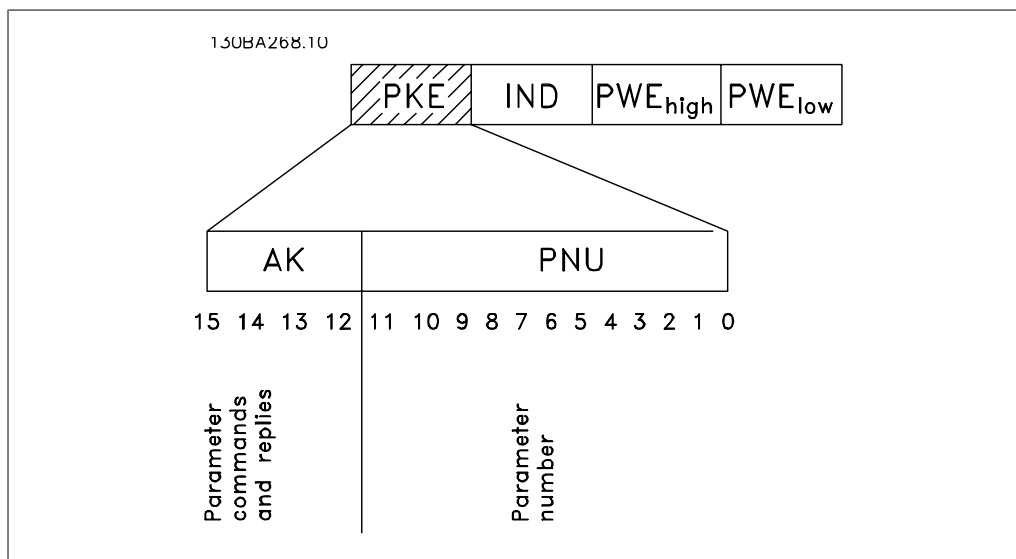 130BA268.10
PKE IND PWEhigh PWElow
AK PNU
15 14 13 12 11 10 9 8 7 6 5 4 3 2 1 0
Parameter
commands
and replies
Parameter
number